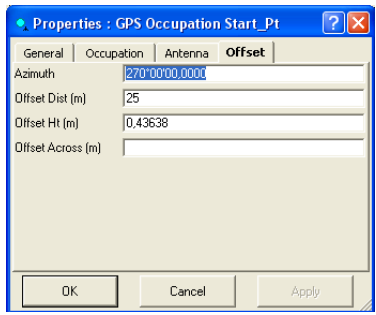 Properties : GPS Occupation Start_Pt
General Occupation Antenna Offset
Azimuth 270°00'00,0000
Offset Dist (m) 25
Offset Ht (m) 0,43638
Offset Across (m)
OK Cancel Apply